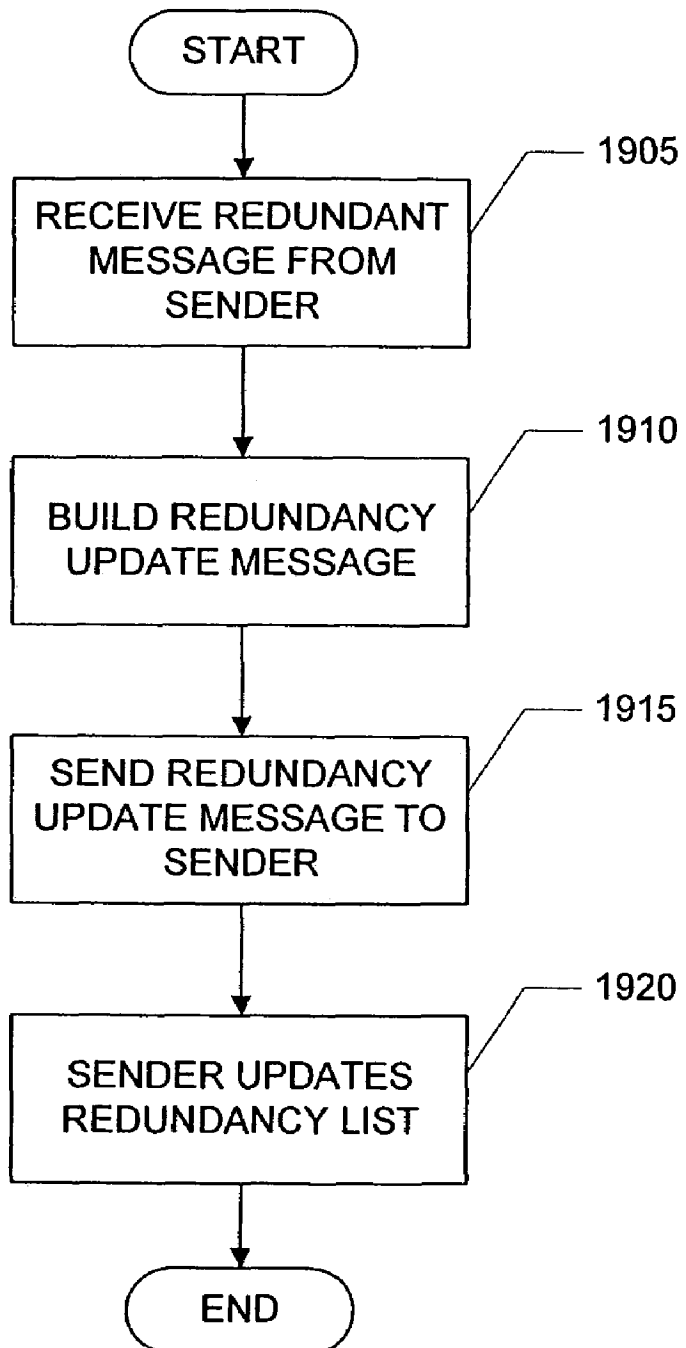 START
1905
RECEIVE REDUNDANT
MESSAGE FROM
SENDER
1910
BUILD REDUNDANCY
UPDATE MESSAGE
1915
SEND REDUNDANCY
UPDATE MESSAGE TO
SENDER
1920
SENDER UPDATES
REDUNDANCY LIST
END